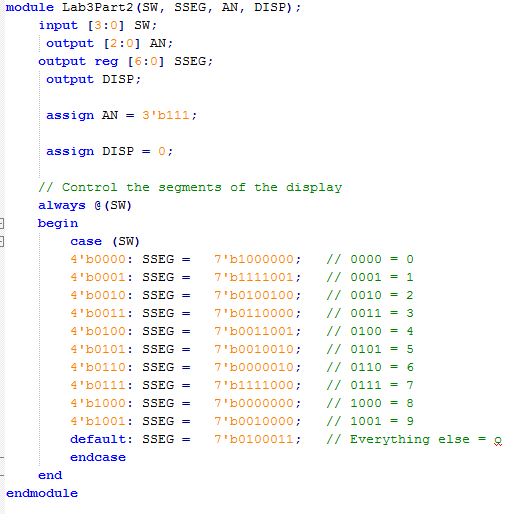 module Lab3Part2(SW, SSEG, AN, DISP);
input [3:0] SW;
output [2:0] AN;
output reg [6:0] SSEG;
output DISP;
assign AN = 3'b111;
assign DISP = 0;
// Control the segments of the display
always @(SW)
begin
case (SW)
4'b0000: SSEG = 7'b1000000; // 0000 = 0
4'b0001: SSEG = 7'b1111001; // 0001 = 1
4'b0010: SSEG = 7'b0100100; // 0010 = 2
4'b0011: SSEG = 7'b0110000; // 0011 = 3
4'b0100: SSEG = 7'b0011001; // 0100 = 4
4'b0101: SSEG = 7'b0010010; // 0101 = 5
4'b0110: SSEG = 7'b0000010; // 0110 = 6
4'b0111: SSEG = 7'b1111000; // 0111 = 7
4'b1000: SSEG = 7'b0000000; // 1000 = 8
4'b1001: SSEG = 7'b0010000; // 1001 = 9
default: SSEG = 7'b0100011; // Everything else = o
endcase
end
endmodule